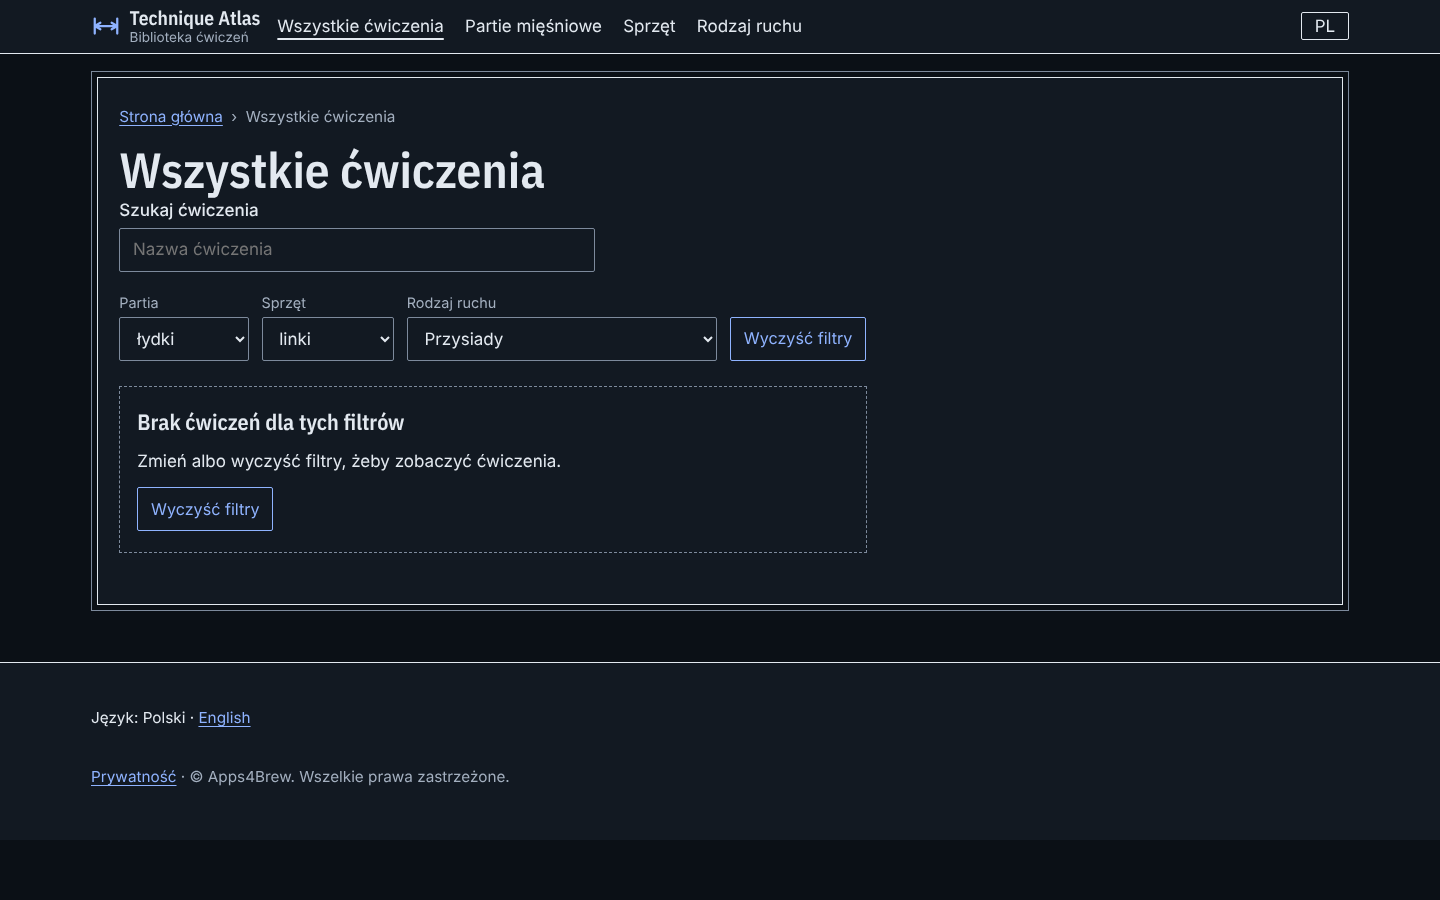 Technique Atlas
Biblioteka ćwiczeń
Wszystkie ćwiczenia Partie mięśniowe Sprzęt Rodzaj ruchu PL
Strona główna › Wszystkie ćwiczenia
Wszystkie ćwiczenia
Szukaj ćwiczenia
Nazwa ćwiczenia
Partia Sprzęt Rodzaj ruchu
łydki linki Przysiady Wyczyść filtry
Brak ćwiczeń dla tych filtrów
Zmień albo wyczyść filtry, żeby zobaczyć ćwiczenia.
Wyczyść filtry
Język: Polski · English
Prywatność · © Apps4Brew. Wszelkie prawa zastrzeżone.